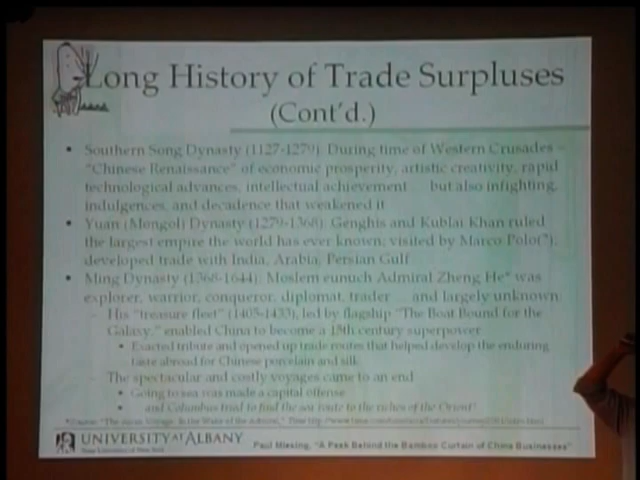 Long History of Trade Surpluses
(Cont'd.)
• Southern Song Dynasty (1127-1279): During time of Western Crusades –
"Chinese Renaissance" of economic prosperity, artistic creativity, rapid
technological advances, intellectual achievement but also infighting,
indulgences, and decadence that weakened it
• Yuan (Mongol) Dynasty (1279-1368): Genghis and Kublai Khan ruled
the largest empire the world has ever known; visited by Marco Polo(?);
developed trade with India, Arabia, Persian Gulf
• Ming Dynasty (1368-1644): Moslem eunuch Admiral Zheng He* was
explorer, warrior, conqueror, diplomat, trader and largely unknown
– His "treasure fleet" (1405-1433), led by flagship "The Boat Bound for the
Galaxy," enabled China to become a 15th century superpower
• Exacted tribute and opened up trade routes that helped develop the enduring
taste abroad for Chinese porcelain and silk
– The spectacular and costly voyages came to an end
• Going to sea was made a capital offense
• and Columbus tried to find the sea route to the riches of the Orient!
UNIVERSITY AT ALBANY
State University of New York
Paul Miesing, "A Peek Behind the Bamboo Curtain of China Businesses"